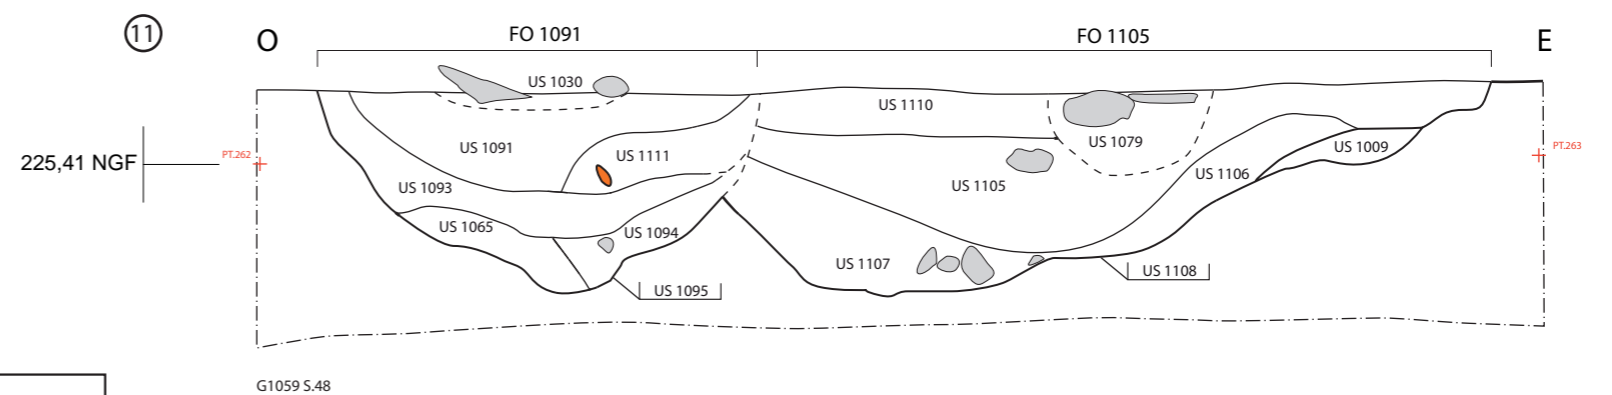 11
O
FO 1091
FO 1105
E
US 1030
US 1110
US 1079
US 1091
US 1111
225,41 NGF
PT.262
PT.263
US 1009
US 1093
US 1105
US 1106
US 1065
US 1094
US 1107
US 1108
US 1095
G1059 S.48